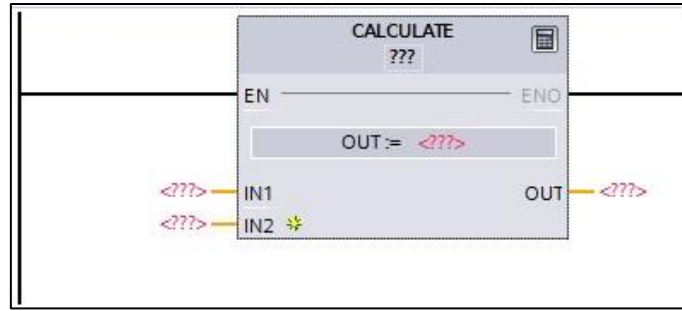 CALCULATE
???
EN ENO
OUT := <???>
<???> IN1 OUT <???>
<???> IN2